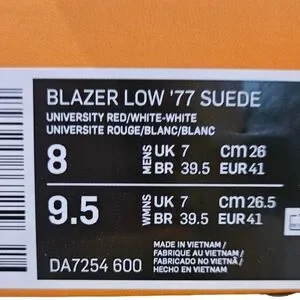 BLAZER LOW '77 SUEDE
UNIVERSITY RED/WHITE-WHITE
UNIVERSITE ROUGE/BLANC/BLANC
8 MENS UK 7 CM 26
BR 39.5 EUR 41
9.5 WMNS UK 7 CM 26.5
BR 39.5 EUR 41
MADE IN VIETNAM /
FABRIQUE AU VIETNAM /
FABRICADO NO VIETNÃ /
HECHO EN VIETNAM
DA7254 600